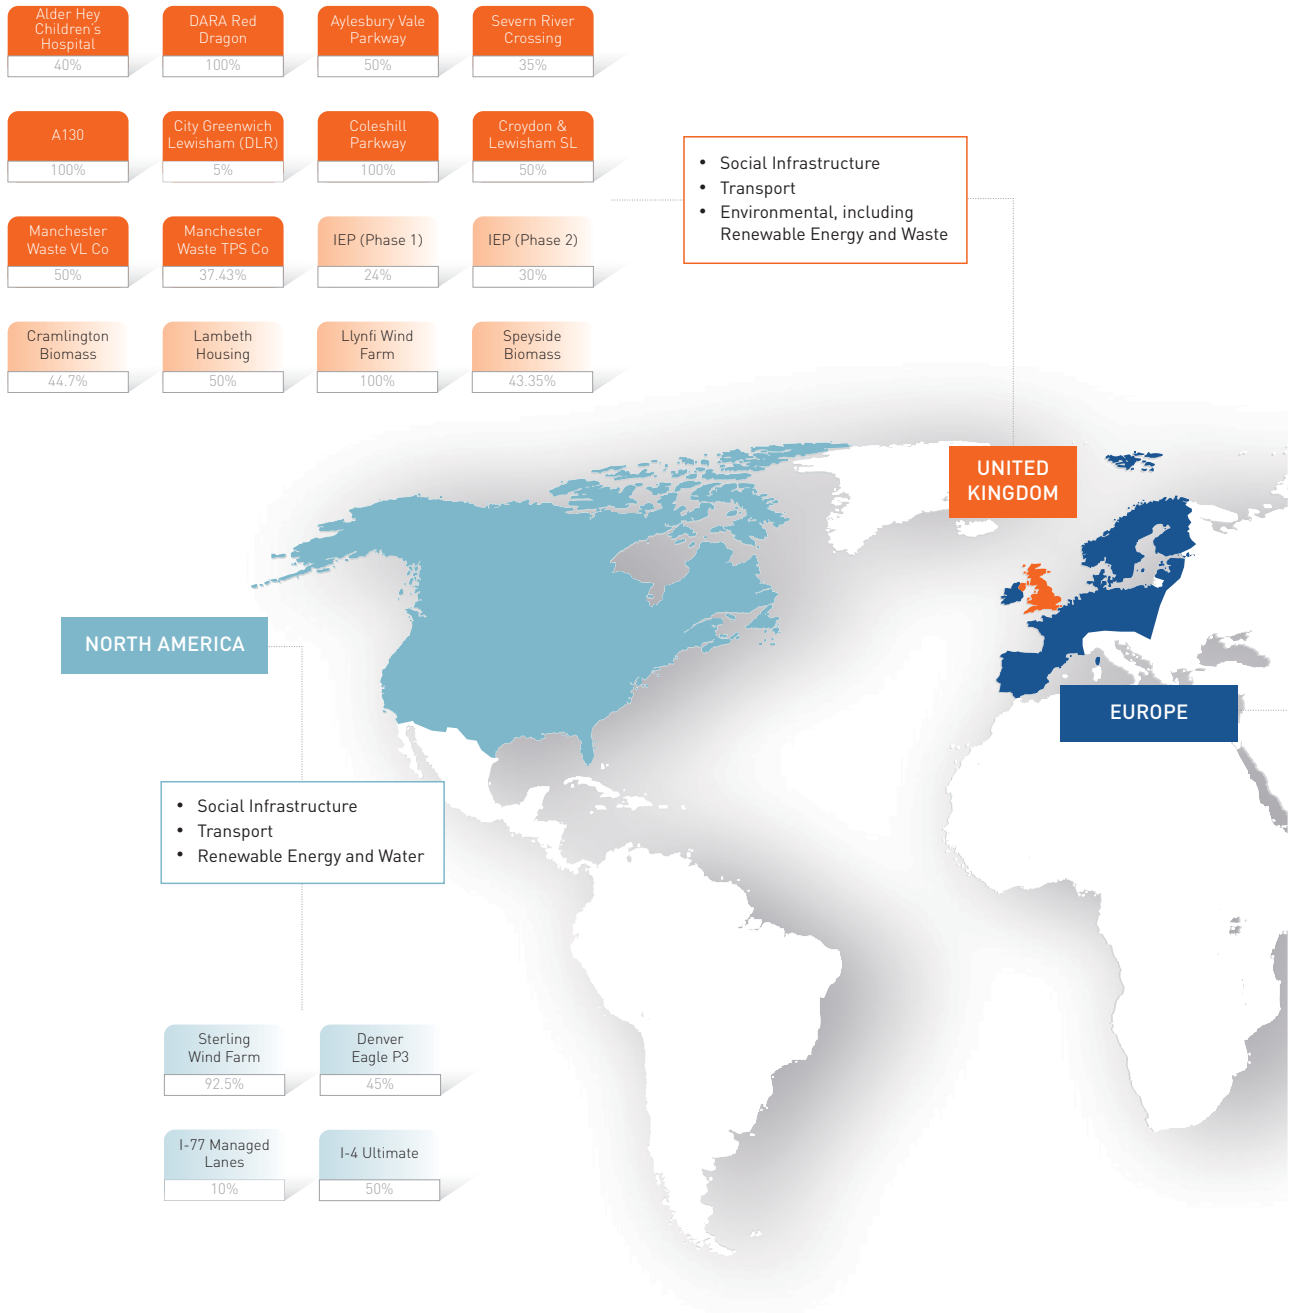 Alder Hey
Children's
Hospital
40%
DARA Red
Dragon
100%
Aylesbury Vale
Parkway
50%
Severn River
Crossing
35%
A130
100%
City Greenwich
Lewisham (DLR)
5%
Coleshill
Parkway
100%
Croydon &
Lewisham SL
50%
Manchester
Waste VL Co
50%
Manchester
Waste TPS Co
37.43%
IEP (Phase 1)
24%
IEP (Phase 2)
30%
Cramlington
Biomass
44.7%
Lambeth
Housing
50%
Llynfi Wind
Farm
100%
Speyside
Biomass
43.35%
• Social Infrastructure
• Transport
• Environmental, including
Renewable Energy and Waste
UNITED
KINGDOM
NORTH AMERICA
EUROPE
• Social Infrastructure
• Transport
• Renewable Energy and Water
Sterling
Wind Farm
92.5%
Denver
Eagle P3
45%
I-77 Managed
Lanes
10%
I-4 Ultimate
50%